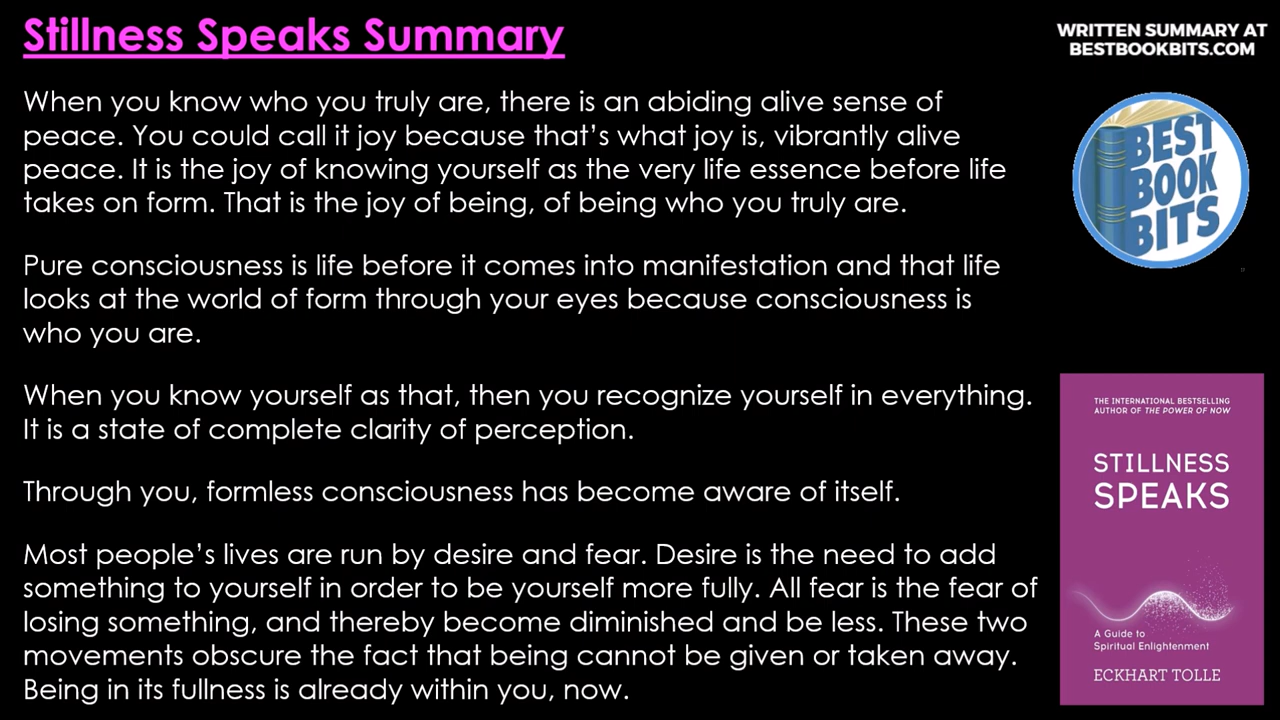 Stillness Speaks Summary
When you know who you truly are, there is an abiding alive sense of
peace. You could call it joy because that's what joy is, vibrantly alive
peace. It is the joy of knowing yourself as the very life essence before life
takes on form. That is the joy of being, of being who you truly are.
Pure consciousness is life before it comes into manifestation and that life
looks at the world of form through your eyes because consciousness is
who you are.
When you know yourself as that, then you recognize yourself in everything.
It is a state of complete clarity of perception.
Through you, formless consciousness has become aware of itself.
Most people's lives are run by desire and fear. Desire is the need to add
something to yourself in order to be yourself more fully. All fear is the fear of
losing something, and thereby become diminished and be less. These two
movements obscure the fact that being cannot be given or taken away.
Being in its fullness is already within you, now.
WRITTEN SUMMARY AT
BESTBOOKBITS.COM
BEST
BOOK
BITS
THE INTERNATIONAL BESTSELLING
AUTHOR OF THE POWER OF NOW
STILLNESS
SPEAKS
A Guide to
Spiritual Enlightenment
ECKHART TOLLE